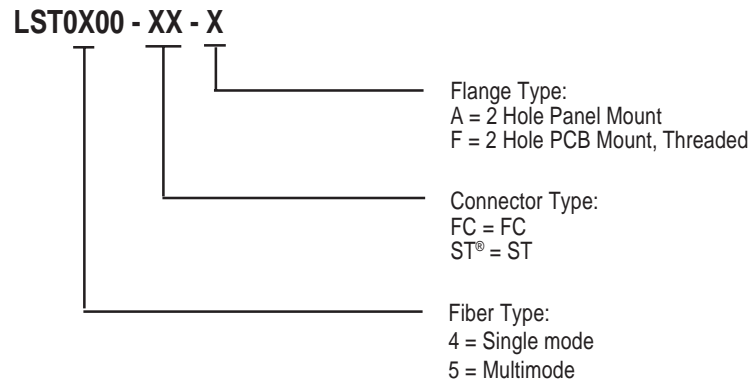 LST0X00 - XX - X
Flange Type:
A = 2 Hole Panel Mount
F = 2 Hole PCB Mount, Threaded
Connector Type:
FC = FC
ST® = ST
Fiber Type:
4 = Single mode
5 = Multimode